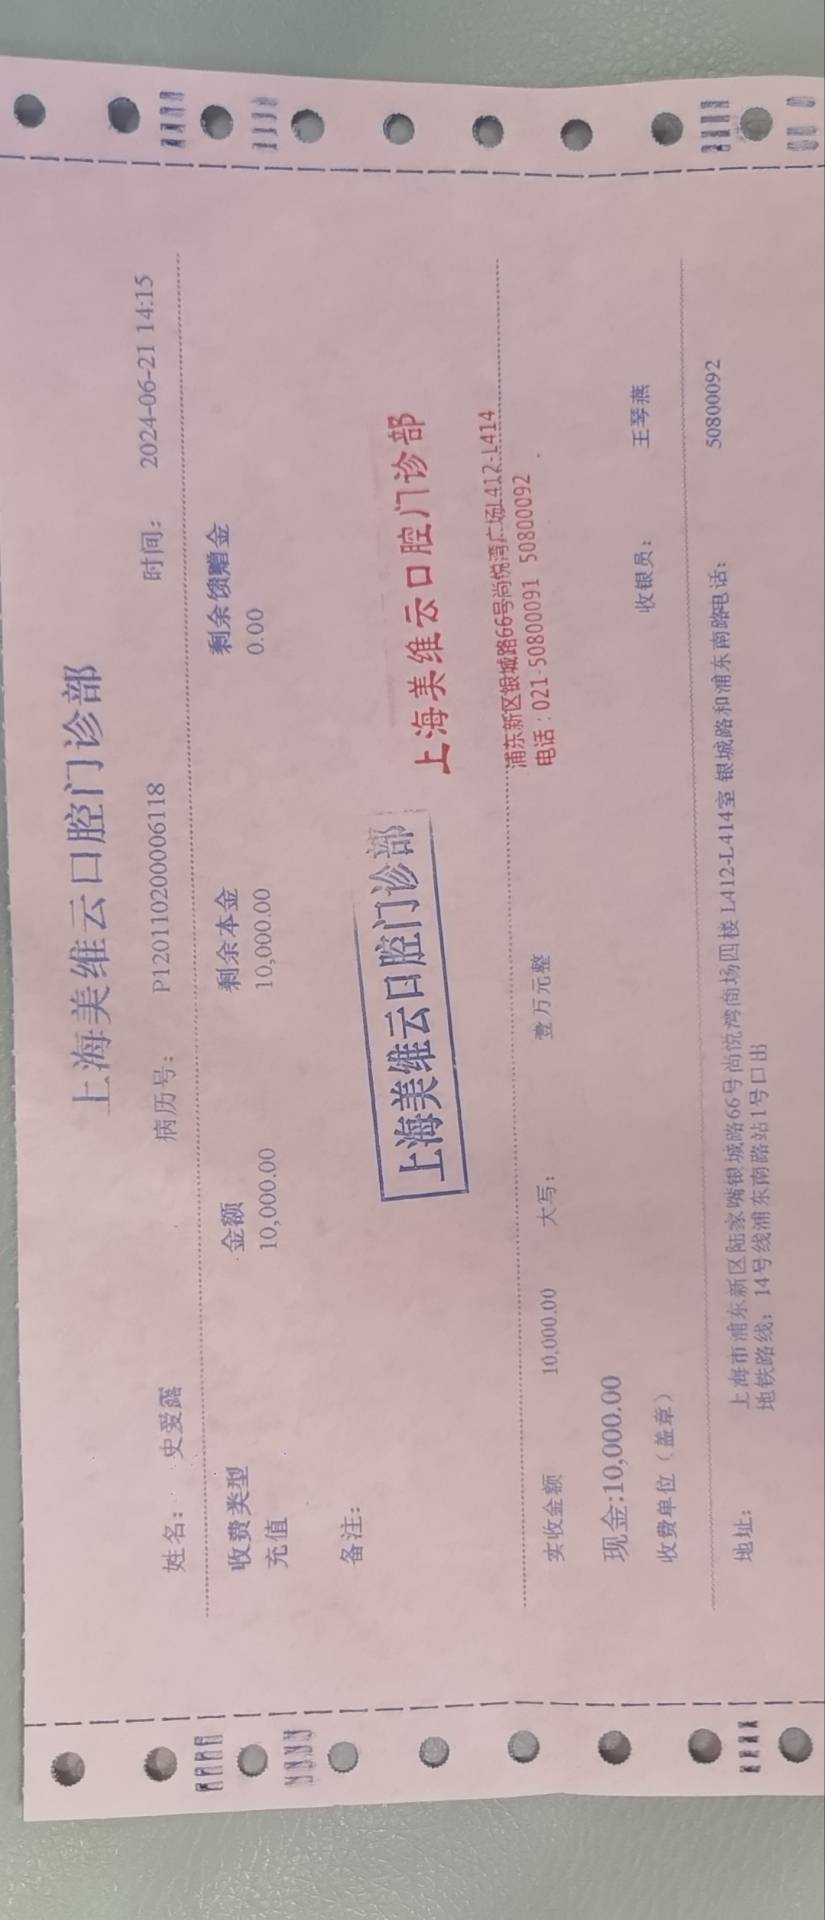 上海美维云口腔门诊部
姓名： 史爱露 病历号： P120110200006118 时间： 2024-06-21 14:15
收费类型 金额 剩余本金 剩余馈赠金
充值 10,000.00 10,000.00 0.00
备注：
上海美维云口腔门诊部
上海美维云口腔门诊部
浦东新区银城路66号尚悦湾广场L412-L414
电话：021-50800091 50800092
实收金额 10,000.00 大写： 壹万元整
现金:10,000.00
收费单位（盖章） 收银员： 王琴燕
地址： 上海市浦东新区陆家嘴银城路66号尚悦湾商场四楼 L412-L414室 银城路和浦东南路电话： 50800092
地铁路线：14号线浦东南路站1号口出